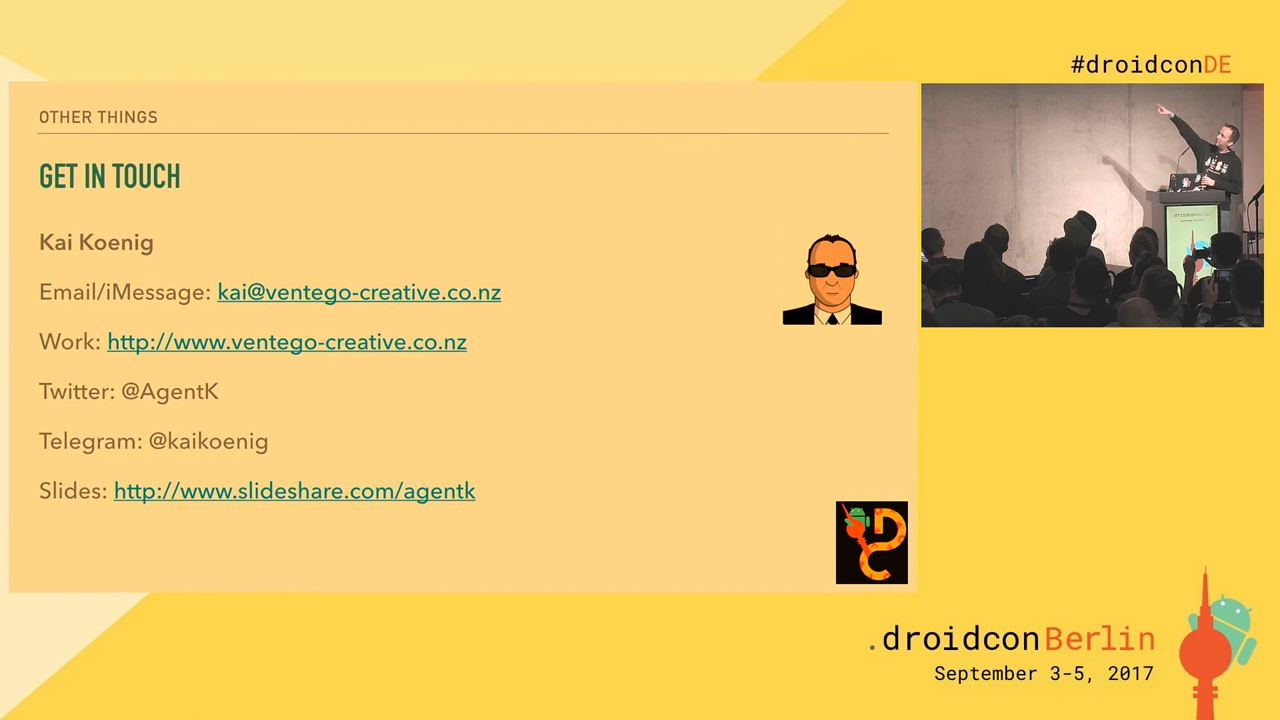 #droidconDE
OTHER THINGS
GET IN TOUCH
Kai Koenig
Email/iMessage: kai@ventego-creative.co.nz
Work: http://www.ventego-creative.co.nz
Twitter: @AgentK
Telegram: @kaikoenig
Slides: http://www.slideshare.com/agentk
.droidconBerlin
September 3-5, 2017